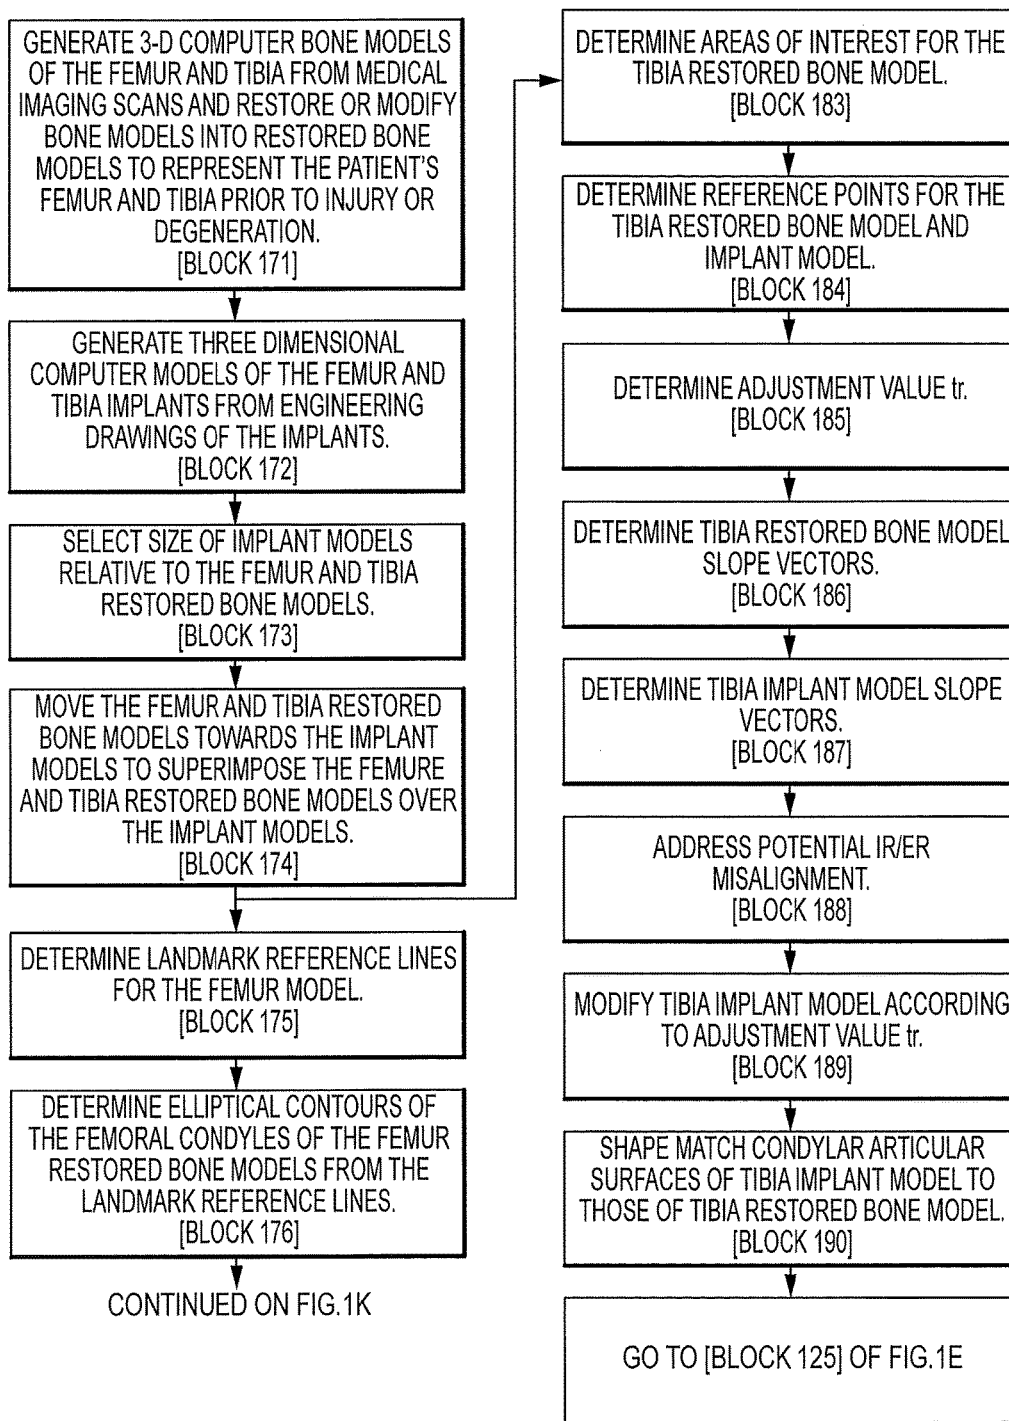 GENERATE 3-D COMPUTER BONE MODELS
OF THE FEMUR AND TIBIA FROM MEDICAL
IMAGING SCANS AND RESTORE OR MODIFY
BONE MODELS INTO RESTORED BONE
MODELS TO REPRESENT THE PATIENT'S
FEMUR AND TIBIA PRIOR TO INJURY OR
DEGENERATION.
[BLOCK 171]
GENERATE THREE DIMENSIONAL
COMPUTER MODELS OF THE FEMUR AND
TIBIA IMPLANTS FROM ENGINEERING
DRAWINGS OF THE IMPLANTS.
[BLOCK 172]
SELECT SIZE OF IMPLANT MODELS
RELATIVE TO THE FEMUR AND TIBIA
RESTORED BONE MODELS.
[BLOCK 173]
MOVE THE FEMUR AND TIBIA RESTORED
BONE MODELS TOWARDS THE IMPLANT
MODELS TO SUPERIMPOSE THE FEMURE
AND TIBIA RESTORED BONE MODELS OVER
THE IMPLANT MODELS.
[BLOCK 174]
DETERMINE LANDMARK REFERENCE LINES
FOR THE FEMUR MODEL.
[BLOCK 175]
DETERMINE ELLIPTICAL CONTOURS OF
THE FEMORAL CONDYLES OF THE FEMUR
RESTORED BONE MODELS FROM THE
LANDMARK REFERENCE LINES.
[BLOCK 176]
CONTINUED ON FIG.1K
DETERMINE AREAS OF INTEREST FOR THE
TIBIA RESTORED BONE MODEL.
[BLOCK 183]
DETERMINE REFERENCE POINTS FOR THE
TIBIA RESTORED BONE MODEL AND
IMPLANT MODEL.
[BLOCK 184]
DETERMINE ADJUSTMENT VALUE tr.
[BLOCK 185]
DETERMINE TIBIA RESTORED BONE MODEL
SLOPE VECTORS.
[BLOCK 186]
DETERMINE TIBIA IMPLANT MODEL SLOPE
VECTORS.
[BLOCK 187]
ADDRESS POTENTIAL IR/ER
MISALIGNMENT.
[BLOCK 188]
MODIFY TIBIA IMPLANT MODEL ACCORDING
TO ADJUSTMENT VALUE tr.
[BLOCK 189]
SHAPE MATCH CONDYLAR ARTICULAR
SURFACES OF TIBIA IMPLANT MODEL TO
THOSE OF TIBIA RESTORED BONE MODEL.
[BLOCK 190]
GO TO [BLOCK 125] OF FIG.1E